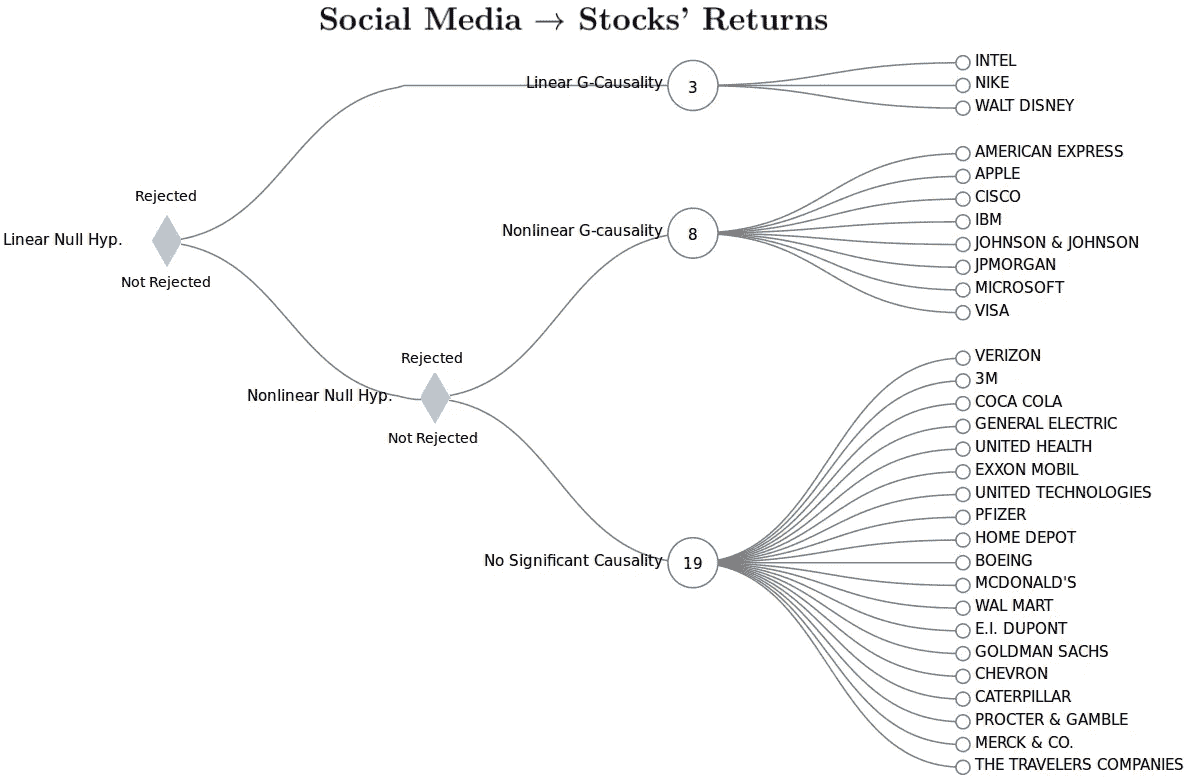 Social Media → Stocks' Returns
Linear G-Causality
3
INTEL
NIKE
WALT DISNEY
Rejected
Linear Null Hyp.
Not Rejected
Nonlinear G-causality
8
AMERICAN EXPRESS
APPLE
CISCO
IBM
JOHNSON & JOHNSON
JPMORGAN
MICROSOFT
VISA
Rejected
Nonlinear Null Hyp.
Not Rejected
No Significant Causality
19
VERIZON
3M
COCA COLA
GENERAL ELECTRIC
UNITED HEALTH
EXXON MOBIL
UNITED TECHNOLOGIES
PFIZER
HOME DEPOT
BOEING
MCDONALD'S
WAL MART
E.I. DUPONT
GOLDMAN SACHS
CHEVRON
CATERPILLAR
PROCTER & GAMBLE
MERCK & CO.
THE TRAVELERS COMPANIES